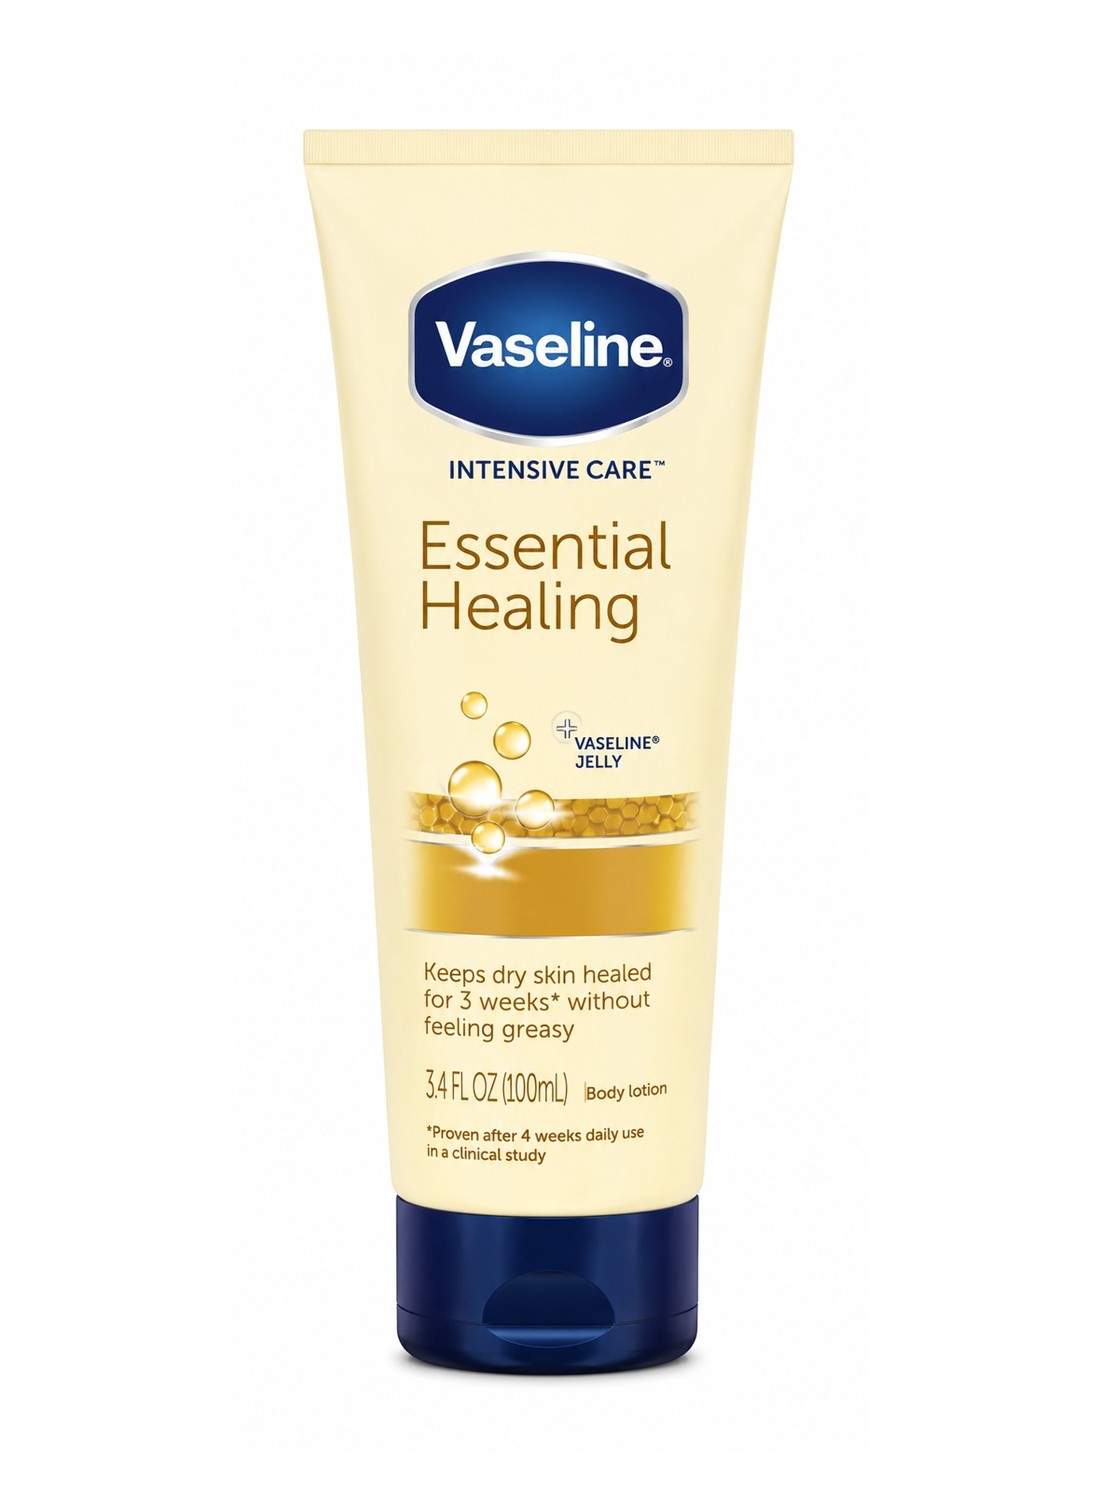 Vaseline®
INTENSIVE CARE™
Essential
Healing
VASELINE®
JELLY
Keeps dry skin healed
for 3 weeks* without
feeling greasy
3.4 FL OZ (100mL) Body lotion
*Proven after 4 weeks daily use
in a clinical study